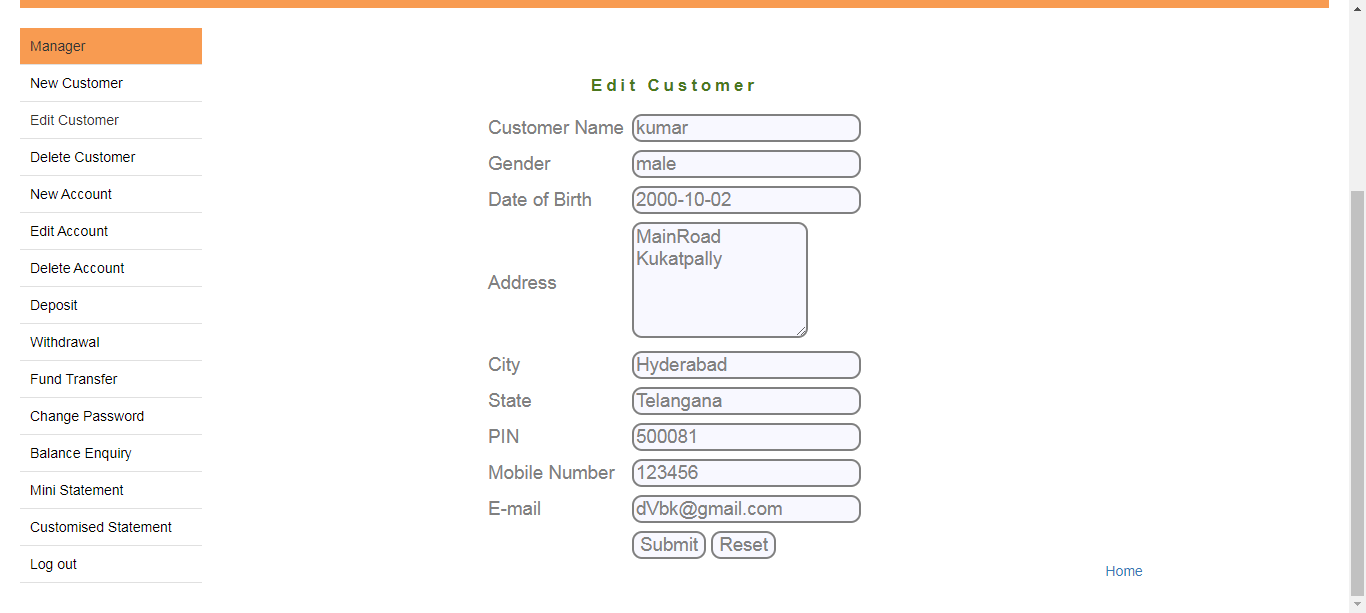 Manager
New Customer
Edit Customer
Delete Customer
New Account
Edit Account
Delete Account
Deposit
Withdrawal
Fund Transfer
Change Password
Balance Enquiry
Mini Statement
Customised Statement
Log out
Edit Customer
Customer Name kumar
Gender male
Date of Birth 2000-10-02
Address MainRoad
Kukatpally
City Hyderabad
State Telangana
PIN 500081
Mobile Number 123456
E-mail dVbk@gmail.com
Submit Reset
Home